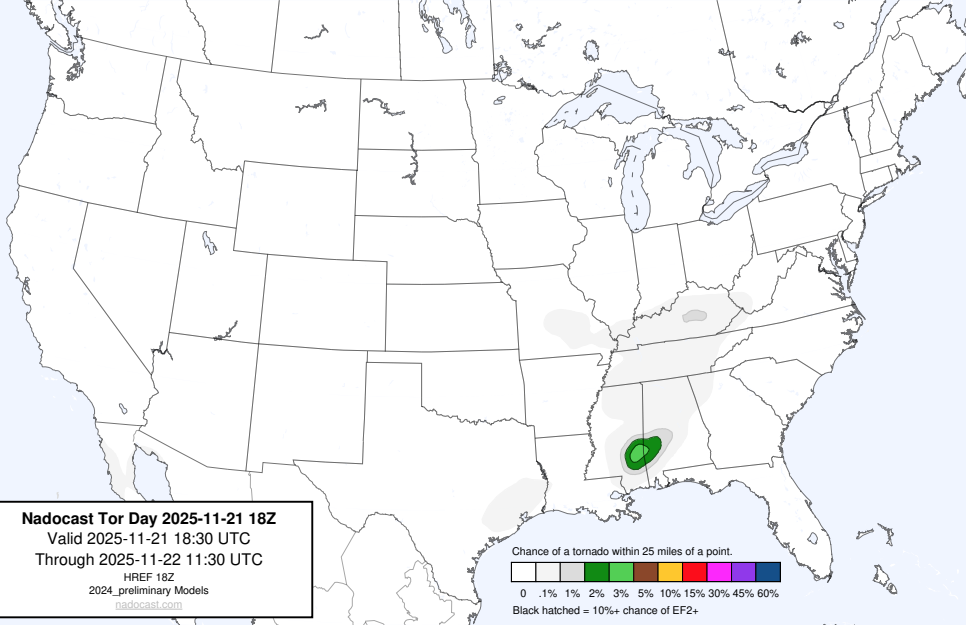 Nadocast Tor Day 2025-11-21 18Z
Valid 2025-11-21 18:30 UTC
Through 2025-11-22 11:30 UTC
HREF 18Z
2024_preliminary Models
nadocast.com
Chance of a tornado within 25 miles of a point.
0 .1% 1% 2% 3% 5% 10% 15% 30% 45% 60%
Black hatched = 10%+ chance of EF2+